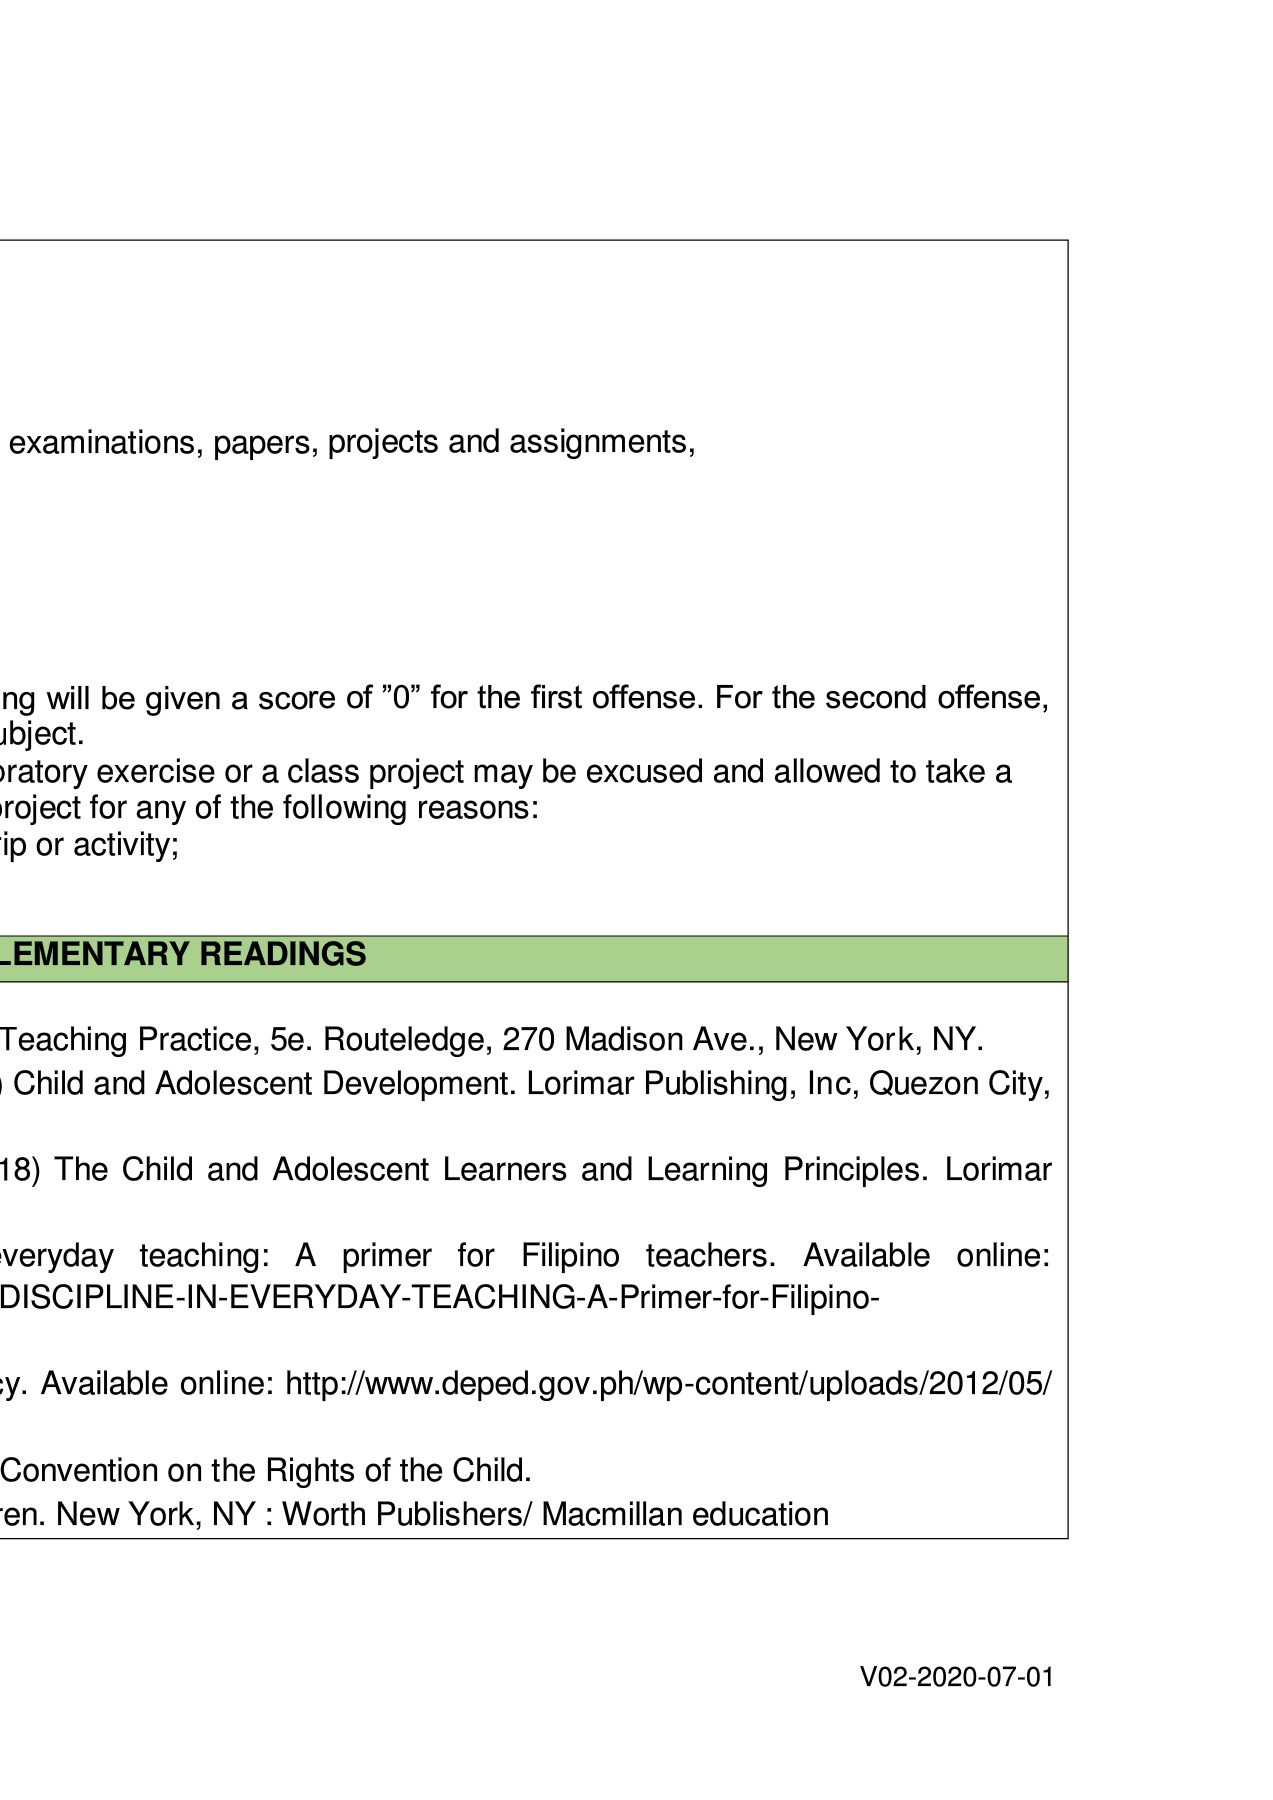 examinations, papers, projects and assignments,
ng will be given a score of ”0” for the first offense. For the second offense,
ubject.
oratory exercise or a class project may be excused and allowed to take a
project for any of the following reasons:
rip or activity;
LEMENTARY READINGS
Teaching Practice, 5e. Routeledge, 270 Madison Ave., New York, NY.
) Child and Adolescent Development. Lorimar Publishing, Inc, Quezon City,
18) The Child and Adolescent Learners and Learning Principles. Lorimar
everyday teaching: A primer for Filipino teachers. Available online:
DISCIPLINE-IN-EVERYDAY-TEACHING-A-Primer-for-Filipino-
cy. Available online: http://www.deped.gov.ph/wp-content/uploads/2012/05/
Convention on the Rights of the Child.
ren. New York, NY : Worth Publishers/ Macmillan education
V02-2020-07-01